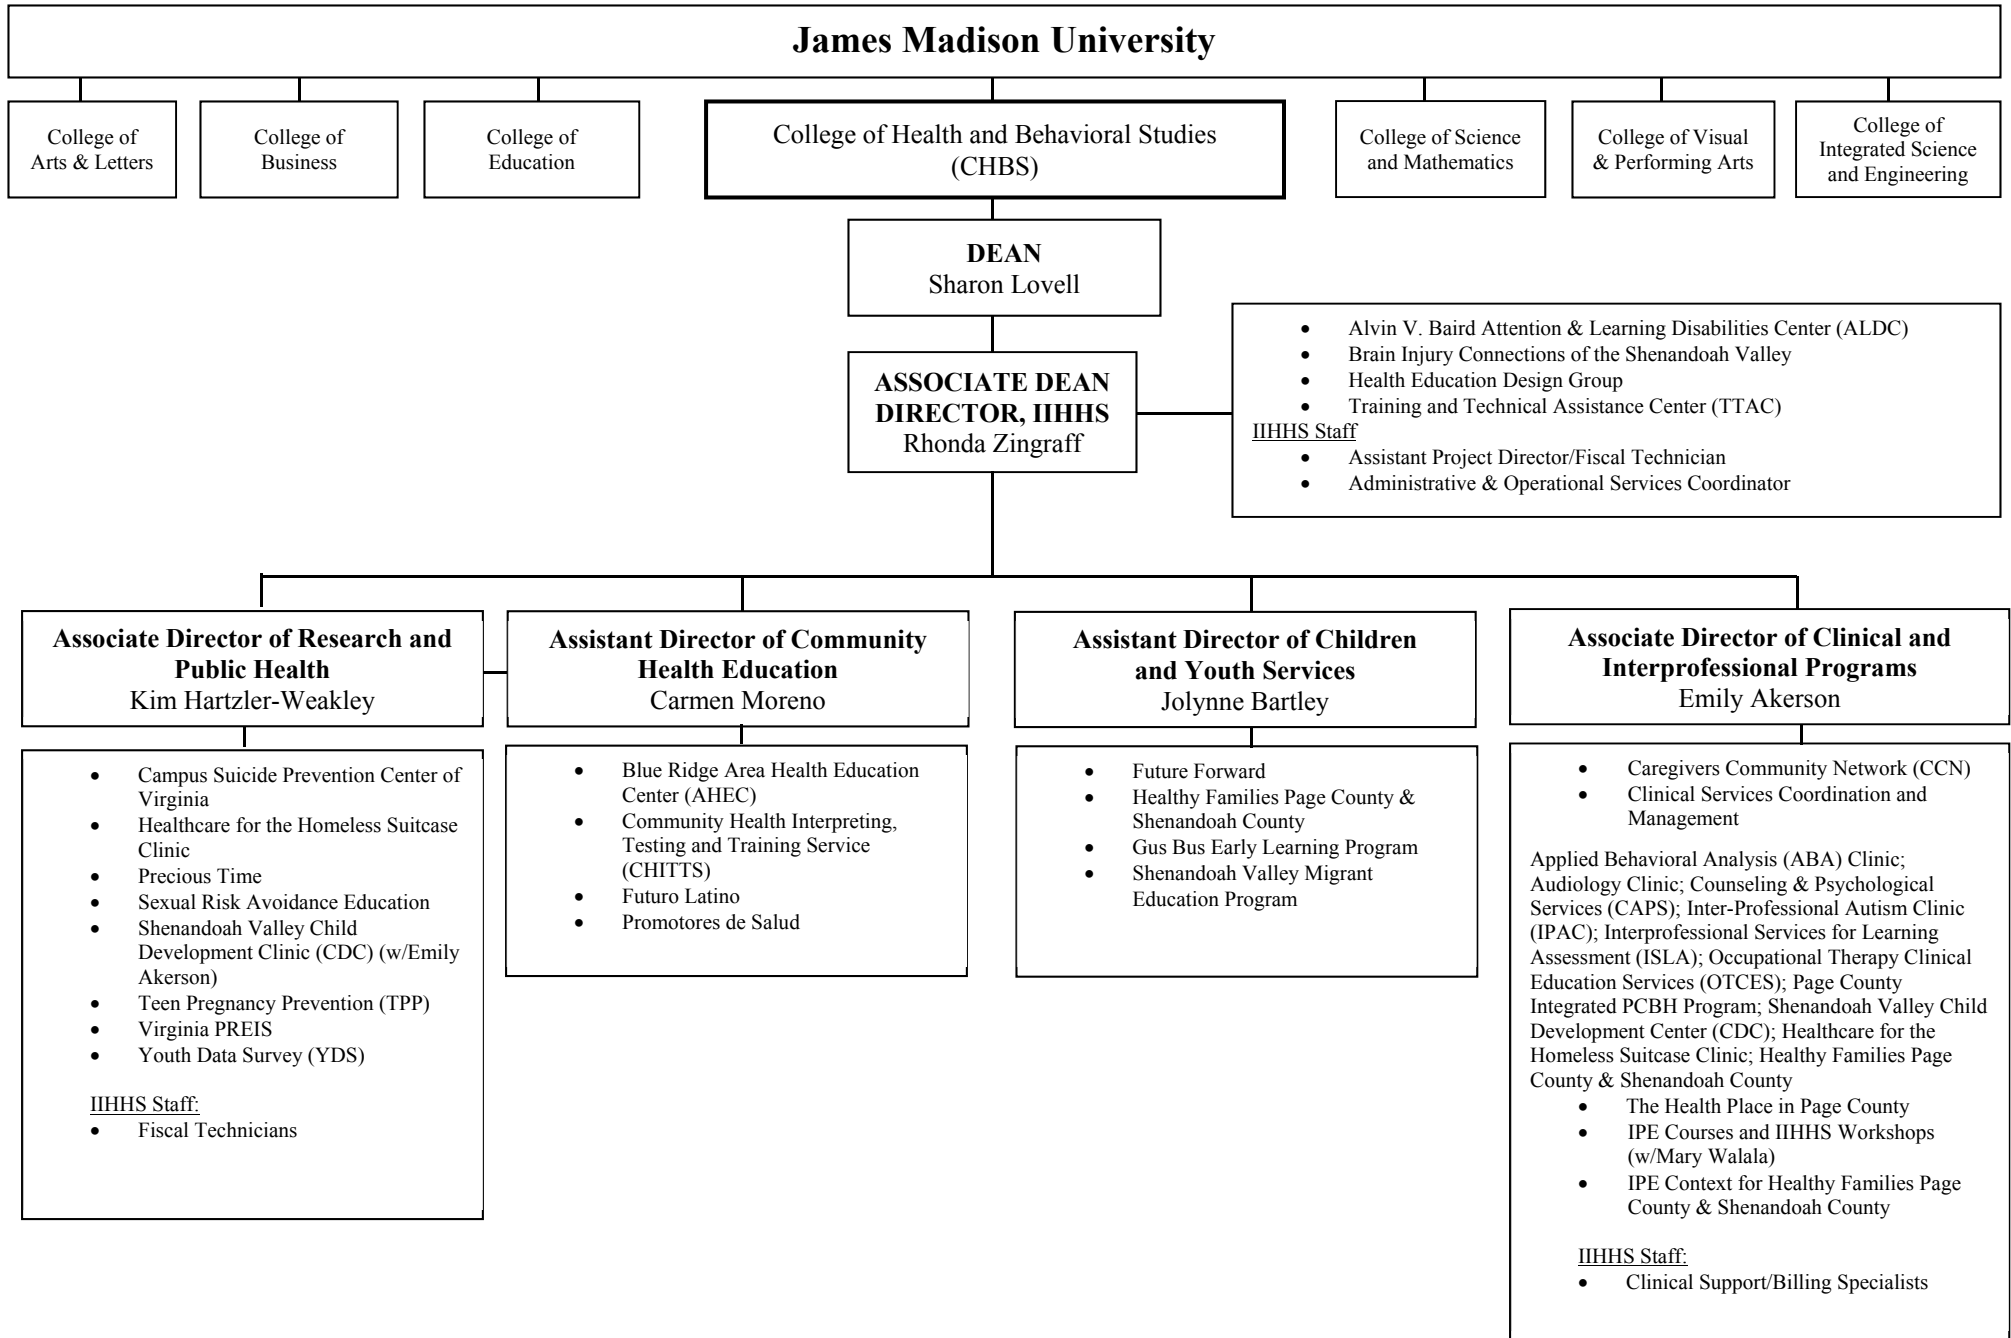 James Madison University
College of
Arts & Letters
College of
Business
College of
Education
College of Health and Behavioral Studies
(CHBS)
College of Science
and Mathematics
College of Visual
& Performing Arts
College of
Integrated Science
and Engineering
DEAN
Sharon Lovell
ASSOCIATE DEAN
DIRECTOR, IIHHS
Rhonda Zingraff
• Alvin V. Baird Attention & Learning Disabilities Center (ALDC)
• Brain Injury Connections of the Shenandoah Valley
• Health Education Design Group
• Training and Technical Assistance Center (TTAC)
IIHHS Staff
• Assistant Project Director/Fiscal Technician
• Administrative & Operational Services Coordinator
Associate Director of Research and
Public Health
Kim Hartzler-Weakley
• Campus Suicide Prevention Center of
Virginia
• Healthcare for the Homeless Suitcase
Clinic
• Precious Time
• Sexual Risk Avoidance Education
• Shenandoah Valley Child
Development Clinic (CDC) (w/Emily
Akerson)
• Teen Pregnancy Prevention (TPP)
• Virginia PREIS
• Youth Data Survey (YDS)
IIHHS Staff:
• Fiscal Technicians
Assistant Director of Community
Health Education
Carmen Moreno
• Blue Ridge Area Health Education
Center (AHEC)
• Community Health Interpreting,
Testing and Training Service
(CHITTS)
• Futuro Latino
• Promotores de Salud
Assistant Director of Children
and Youth Services
Jolynne Bartley
• Future Forward
• Healthy Families Page County &
Shenandoah County
• Gus Bus Early Learning Program
• Shenandoah Valley Migrant
Education Program
Associate Director of Clinical and
Interprofessional Programs
Emily Akerson
• Caregivers Community Network (CCN)
• Clinical Services Coordination and
Management
Applied Behavioral Analysis (ABA) Clinic;
Audiology Clinic; Counseling & Psychological
Services (CAPS); Inter-Professional Autism Clinic
(IPAC); Interprofessional Services for Learning
Assessment (ISLA); Occupational Therapy Clinical
Education Services (OTCES); Page County
Integrated PCBH Program; Shenandoah Valley Child
Development Center (CDC); Healthcare for the
Homeless Suitcase Clinic; Healthy Families Page
County & Shenandoah County
• The Health Place in Page County
• IPE Courses and IIHHS Workshops
(w/Mary Walala)
• IPE Context for Healthy Families Page
County & Shenandoah County
IIHHS Staff:
• Clinical Support/Billing Specialists